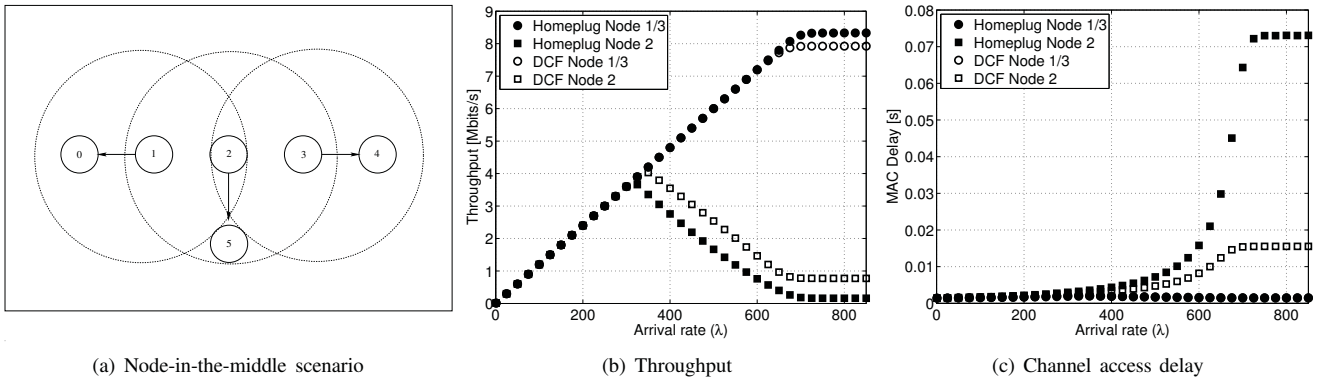 0
1
2
3
4
5
(a) Node-in-the-middle scenario
Homeplug Node 1/3
Homeplug Node 2
DCF Node 1/3
DCF Node 2
Throughput [Mbits/s]
9
8
7
6
5
4
3
2
1
0
0 200 400 600 800
Arrival rate (λ)
(b) Throughput
Homeplug Node 1/3
Homeplug Node 2
DCF Node 1/3
DCF Node 2
MAC Delay [s]
0.08
0.07
0.06
0.05
0.04
0.03
0.02
0.01
0.00
0 200 400 600 800
Arrival rate (λ)
(c) Channel access delay